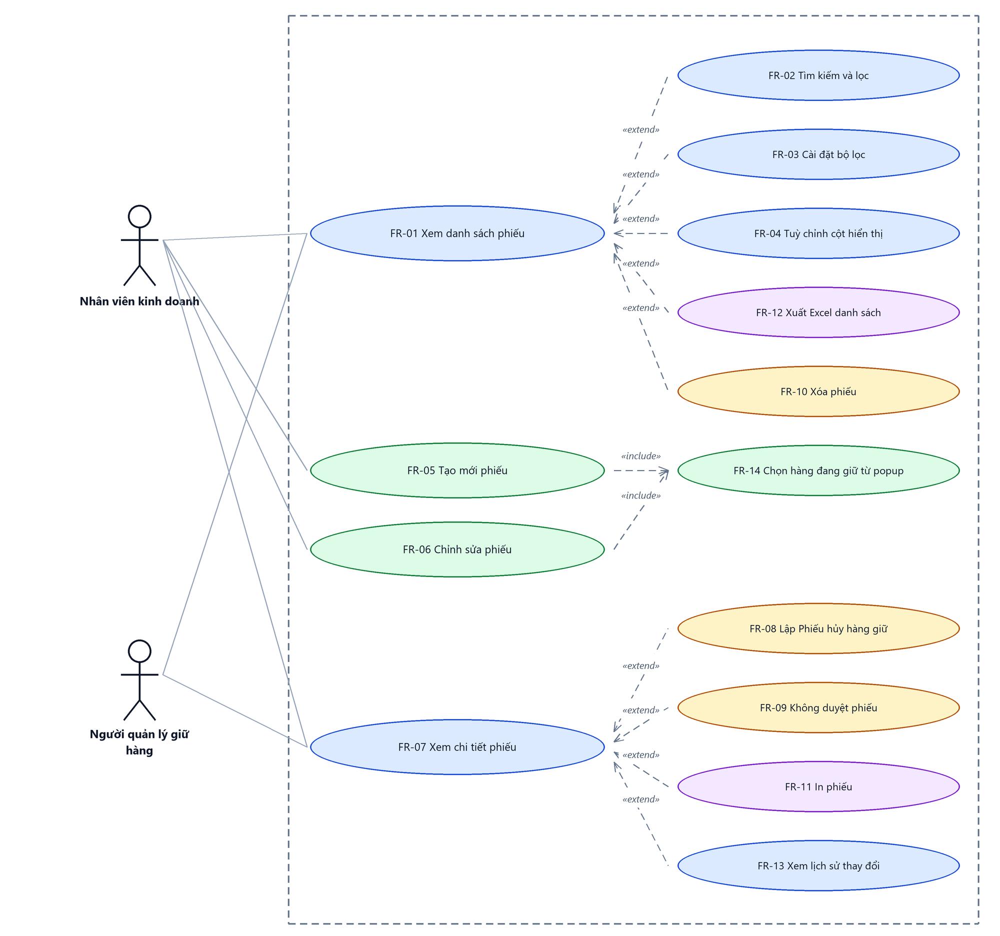 FR-02 Tìm kiếm và lọc
«extend»
FR-03 Cài đặt bộ lọc
«extend»
FR-01 Xem danh sách phiếu
«extend»
FR-04 Tuỳ chỉnh cột hiển thị
«extend»
Nhân viên kinh doanh
«extend»
FR-12 Xuất Excel danh sách
FR-10 Xóa phiếu
«include»
FR-05 Tạo mới phiếu
FR-14 Chọn hàng đang giữ từ popup
«include»
FR-06 Chỉnh sửa phiếu
FR-08 Lập Phiếu hủy hàng giữ
«extend»
FR-09 Không duyệt phiếu
«extend»
Người quản lý giữ
hàng
FR-07 Xem chi tiết phiếu
«extend»
FR-11 In phiếu
«extend»
FR-13 Xem lịch sử thay đổi